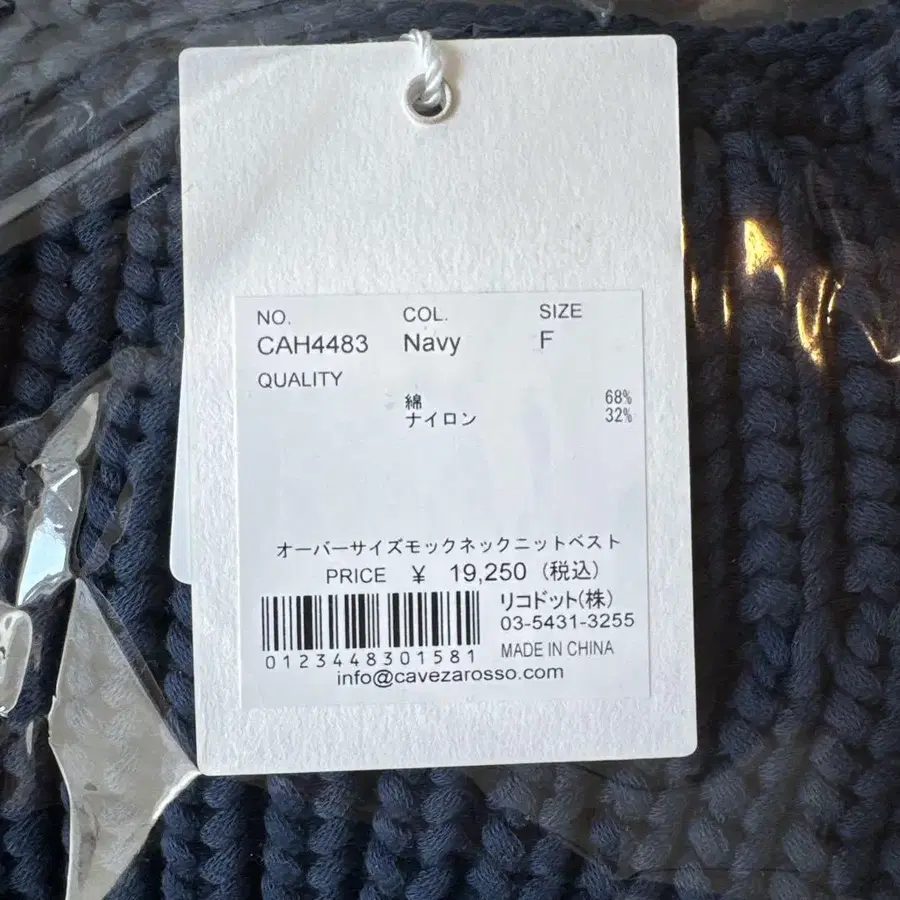 NO. COL. SIZE
CAH4483 Navy F
QUALITY
綿 68%
ナイロン 32%
オーバーサイズモックネックニットベスト
PRICE ¥ 19,250 (税込)
リコドット(株)
03-5431-3255
0123448301581 MADE IN CHINA
info@cavezarosso.com